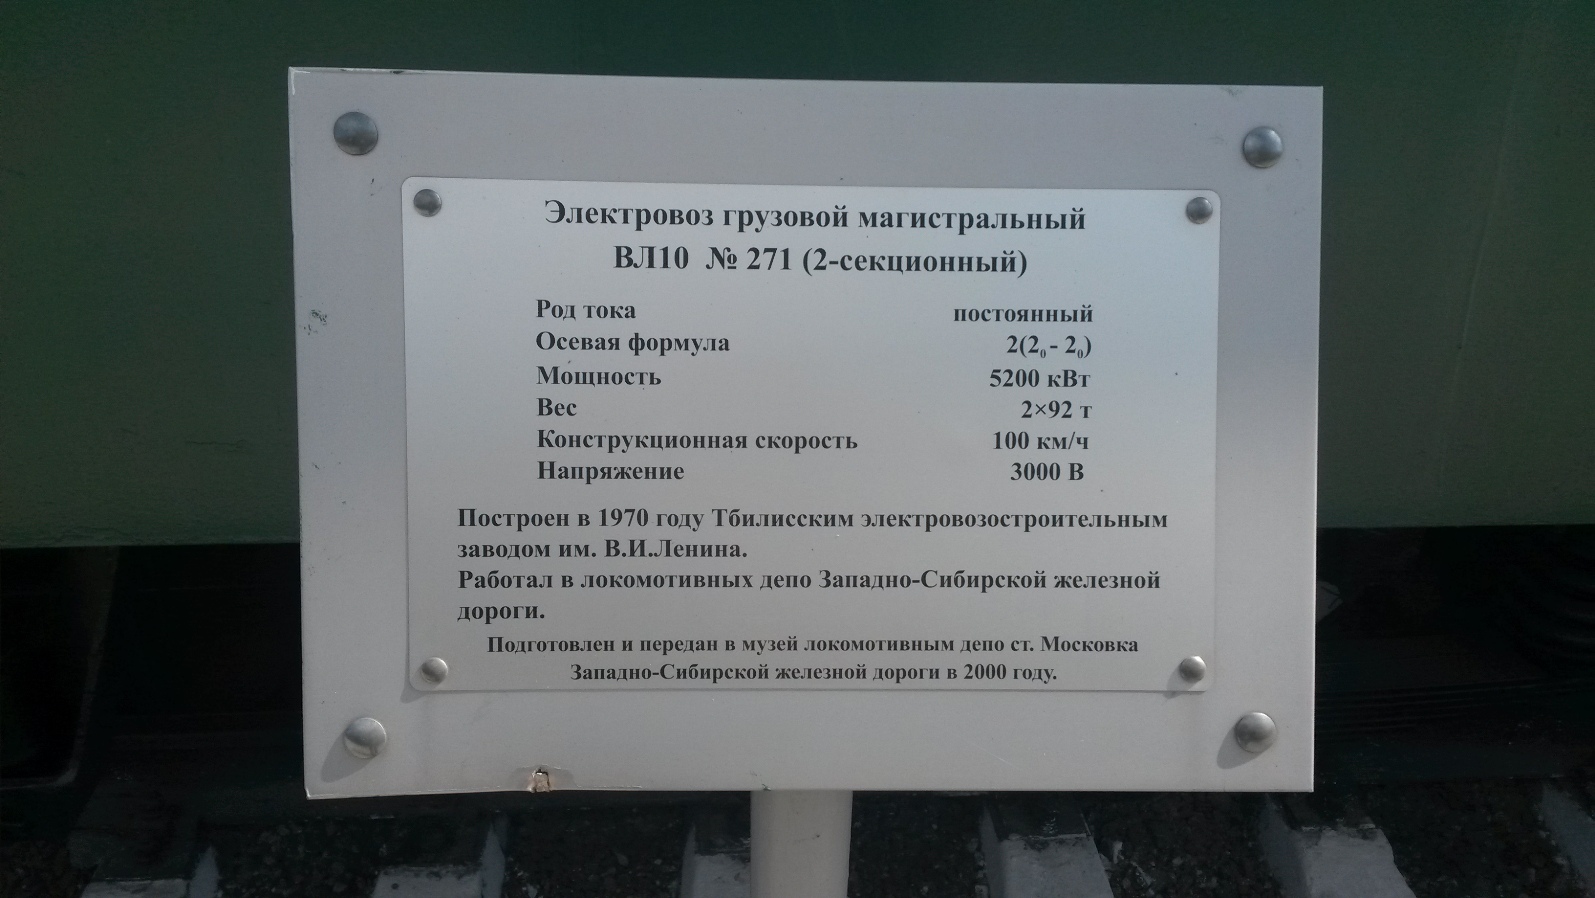 Электровоз грузовой магистральный
ВЛ10 № 271 (2-секционный)
Род тока постоянный
Осевая формула 2(2₀ - 2₀)
Мощность 5200 кВт
Вес 2×92 т
Конструкционная скорость 100 км/ч
Напряжение 3000 В
Построен в 1970 году Тбилисским электровозостроительным
заводом им. В.И.Ленина.
Работал в локомотивных депо Западно-Сибирской железной
дороги.
Подготовлен и передан в музей локомотивным депо ст. Московка
Западно-Сибирской железной дороги в 2000 году.